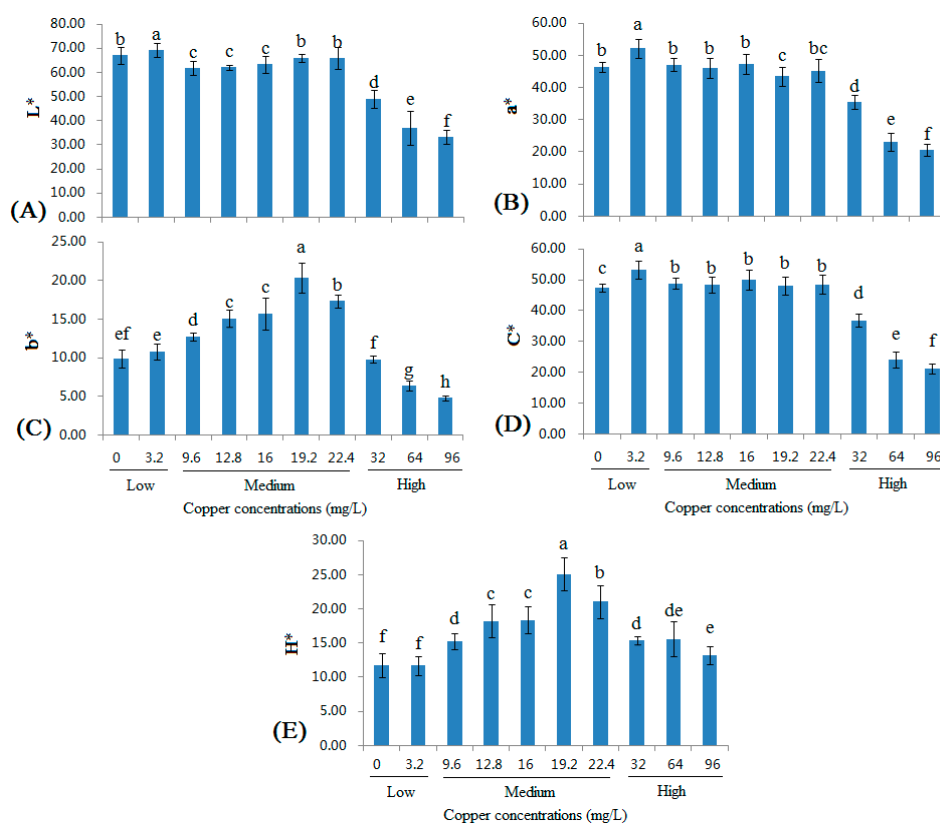 80.00
70.00
60.00
50.00
40.00
30.00
20.00
10.00
0.00
L*
(A)
b a c c c b b d e f
60.00
50.00
40.00
30.00
20.00
10.00
0.00
a*
(B)
b a b b b c bc d e f
25.00
20.00
15.00
10.00
5.00
0.00
b*
(C)
ef e d c c a b f g h
0 3.2 9.6 12.8 16 19.2 22.4 32 64 96
Low Medium High
Copper concentrations (mg/L)
60.00
50.00
40.00
30.00
20.00
10.00
0.00
C*
(D)
c a b b b b b d e f
0 3.2 9.6 12.8 16 19.2 22.4 32 64 96
Low Medium High
Copper concentrations (mg/L)
30.00
25.00
20.00
15.00
10.00
5.00
0.00
H*
(E)
f f d c c a b d de e
0 3.2 9.6 12.8 16 19.2 22.4 32 64 96
Low Medium High
Copper concentrations (mg/L)